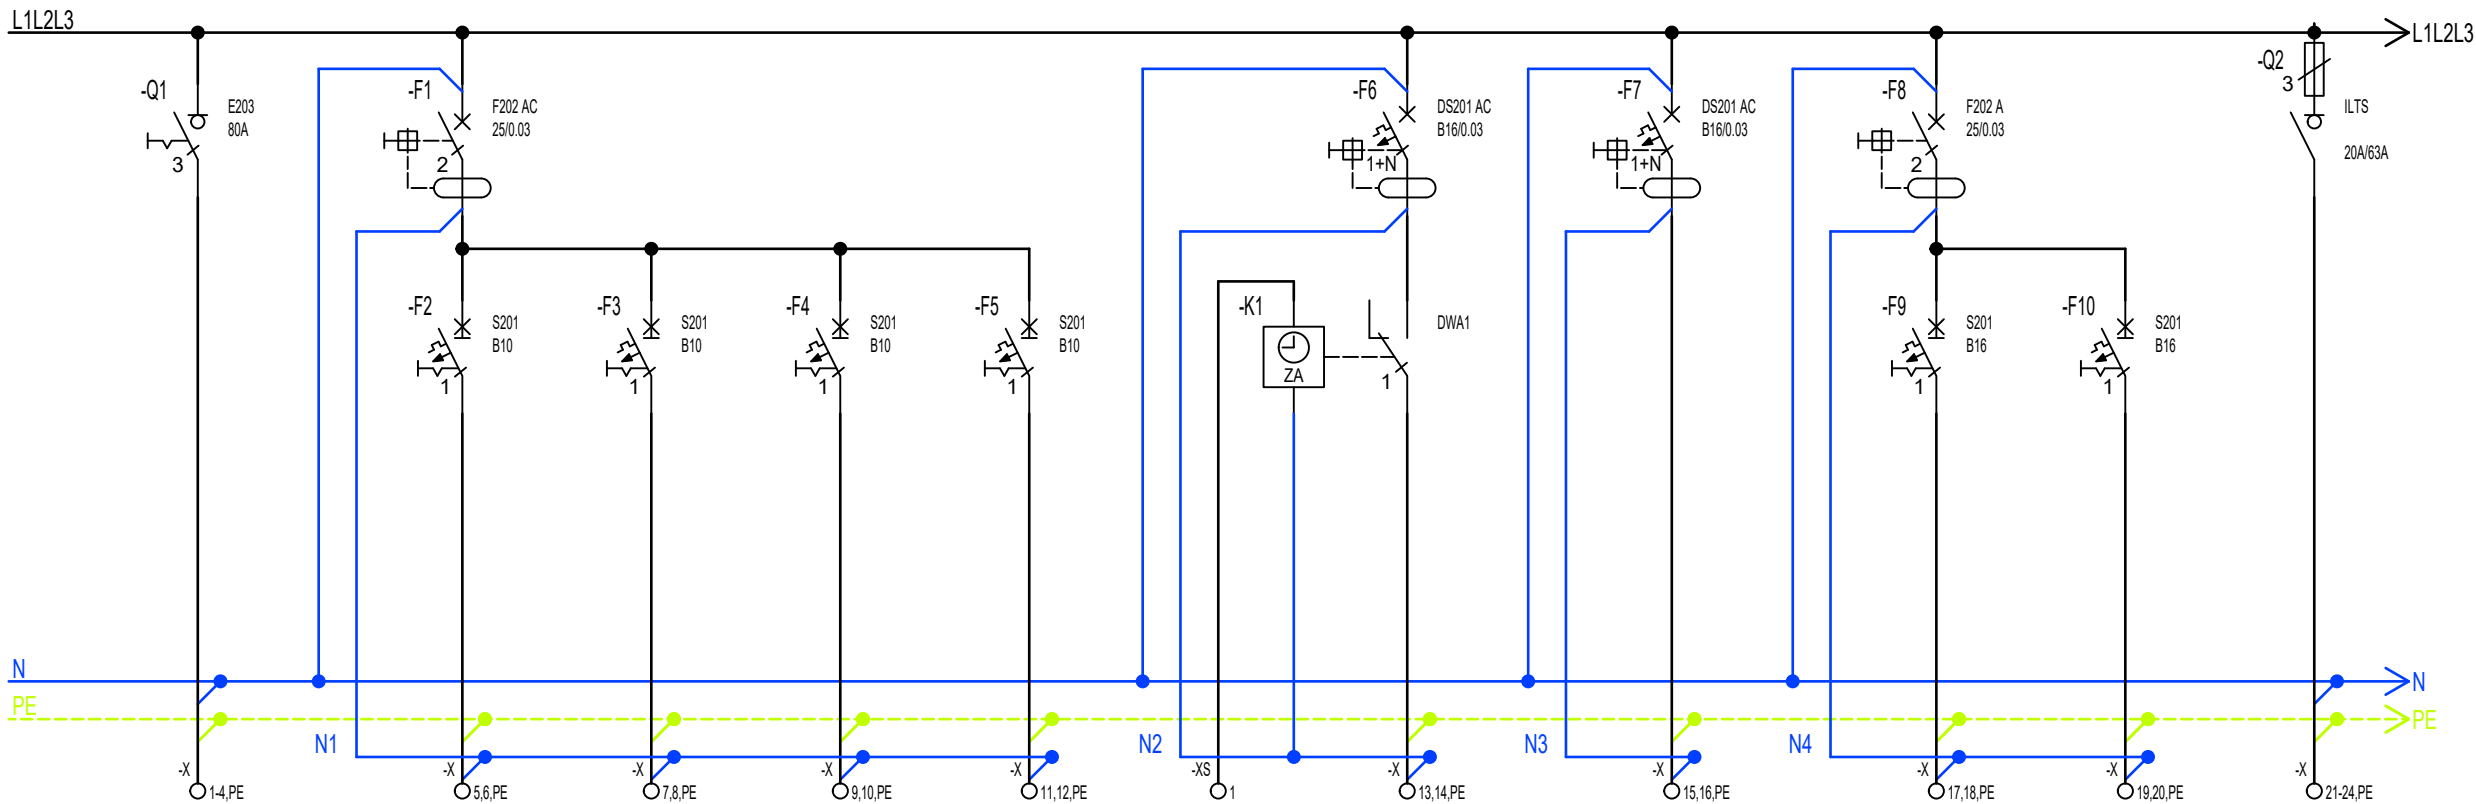 L1L2L3
L1L2L3
-Q1
E203
80A
3
-F1
F202 AC
25/0.03
2
-F6
DS201 AC
B16/0.03
1+N
-F7
DS201 AC
B16/0.03
1+N
-F8
F202 A
25/0.03
2
-Q2
3
ILTS
20A/63A
-F2
S201
B10
1
-F3
S201
B10
1
-F4
S201
B10
1
-F5
S201
B10
1
-K1
ZA
DWA1
1
-F9
S201
B16
1
-F10
S201
B16
1
N
N
PE
PE
N1
N2
N3
N4
-X
1-4,PE
-X
5,6,PE
-X
7,8,PE
-X
9,10,PE
-X
11,12,PE
-XS
1
-X
13,14,PE
-X
15,16,PE
-X
17,18,PE
-X
19,20,PE
-X
21-24,PE